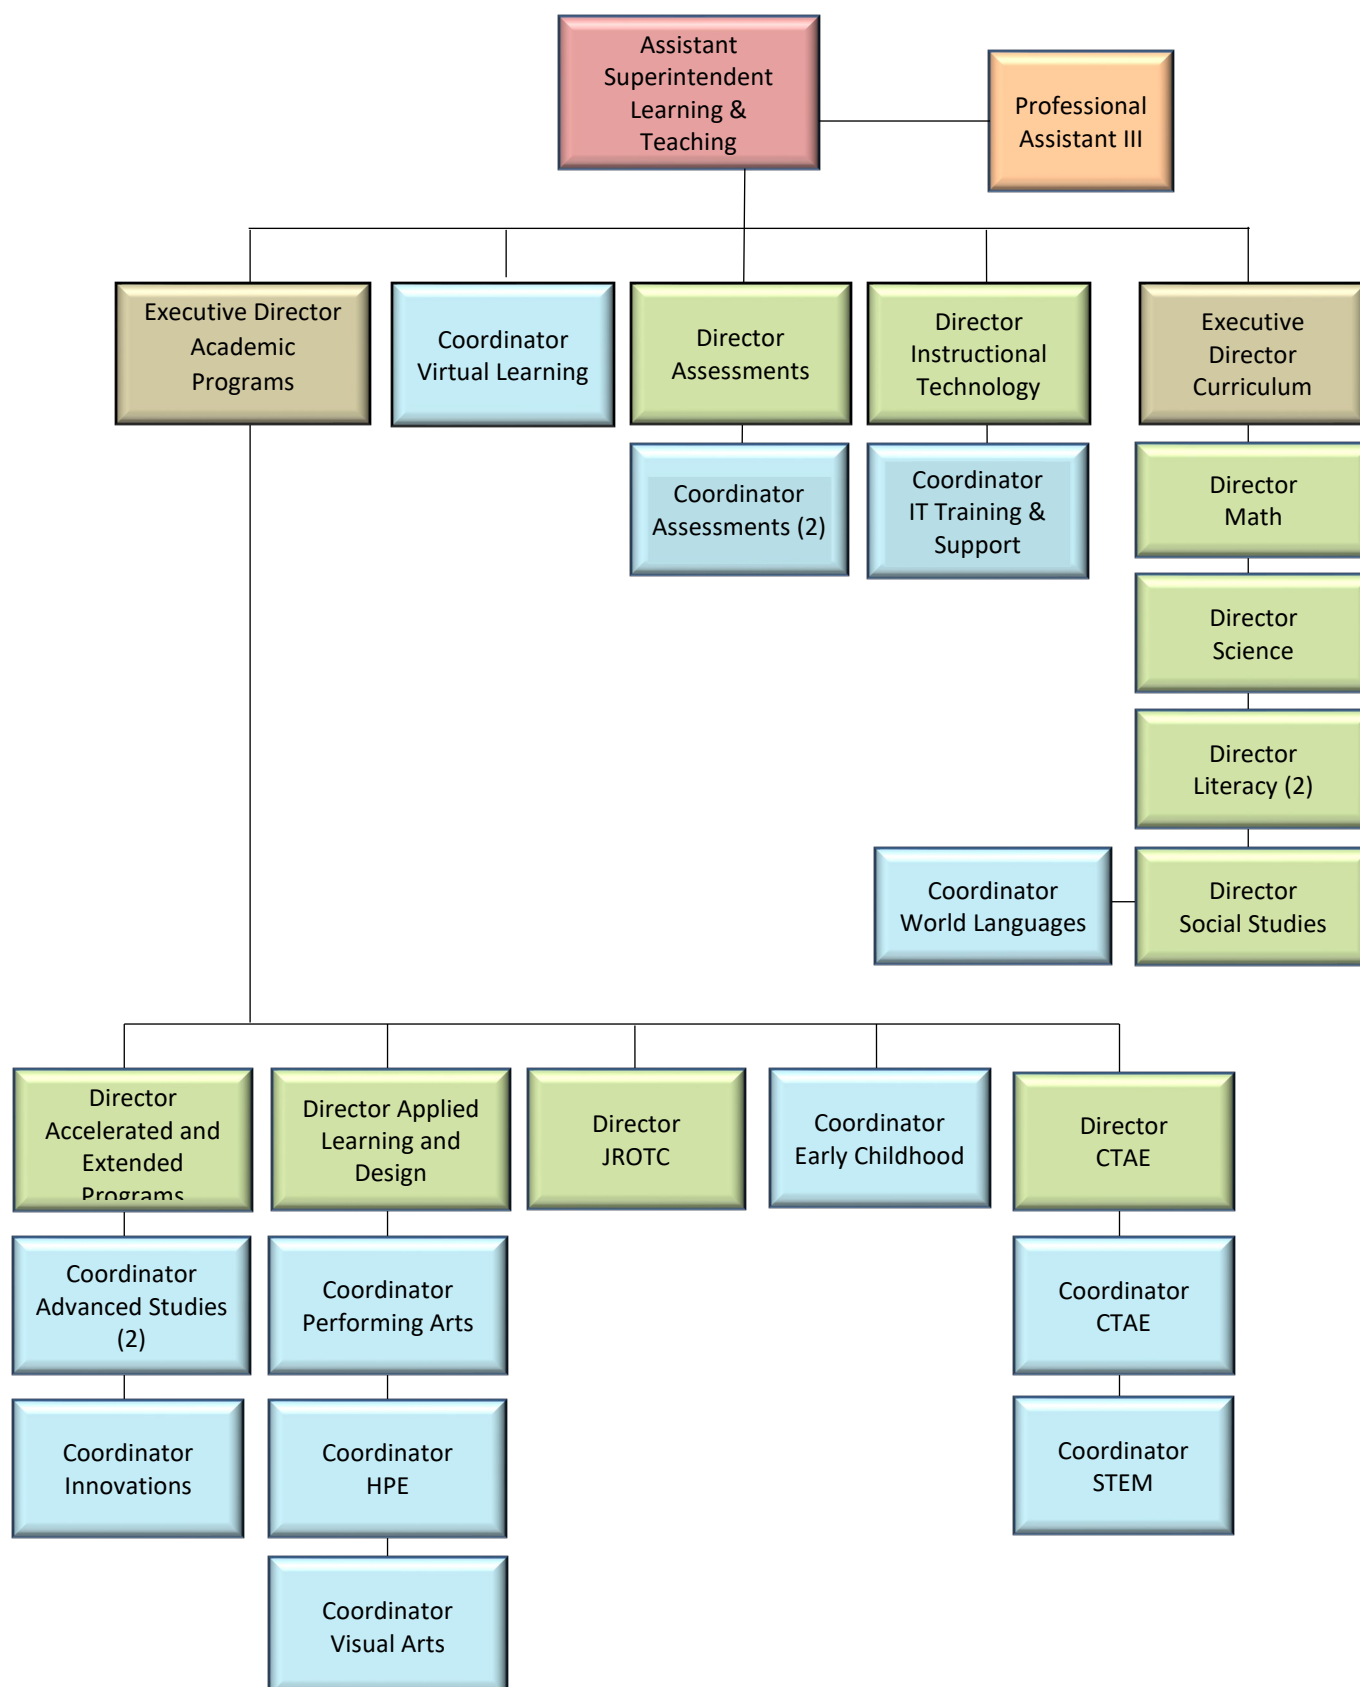 Assistant
Superintendent
Learning &
Teaching
Professional
Assistant III
Executive Director
Academic
Programs
Coordinator
Virtual Learning
Director
Assessments
Director
Instructional
Technology
Executive
Director
Curriculum
Coordinator
Assessments (2)
Coordinator
IT Training &
Support
Director
Math
Director
Science
Director
Literacy (2)
Coordinator
World Languages
Director
Social Studies
Director
Accelerated and
Extended
Programs
Director Applied
Learning and
Design
Director
JROTC
Coordinator
Early Childhood
Director
CTAE
Coordinator
Advanced Studies
(2)
Coordinator
Performing Arts
Coordinator
CTAE
Coordinator
Innovations
Coordinator
HPE
Coordinator
STEM
Coordinator
Visual Arts